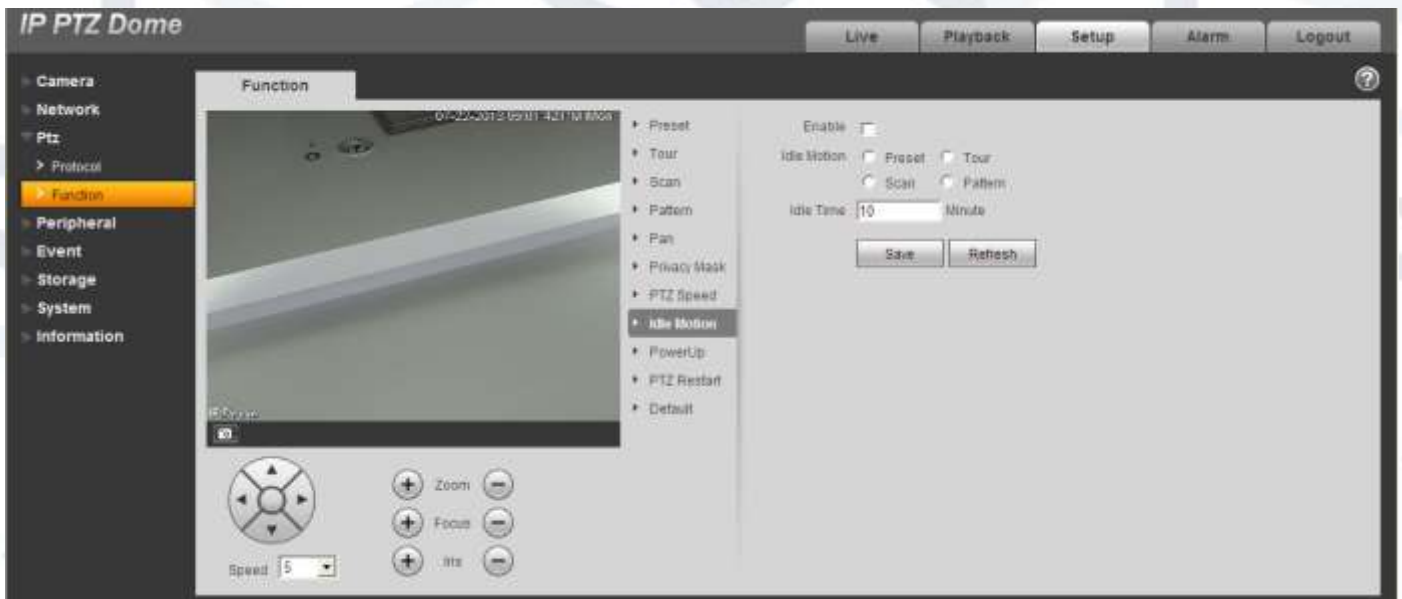 IP PTZ Dome
Live Playback Setup Alarm Logout
Camera
Network
Ptz
Protocol
Function
Peripheral
Event
Storage
System
Information
Function
IP Dome
Speed 5
Zoom
Focus
Iris
Preset
Tour
Scan
Pattern
Pan
Privacy Mask
PTZ Speed
Idle Motion
PowerUp
PTZ Restart
Default
Enable
Idle Motion Preset Tour
Scan Pattern
Idle Time 10 Minute
Save Refresh